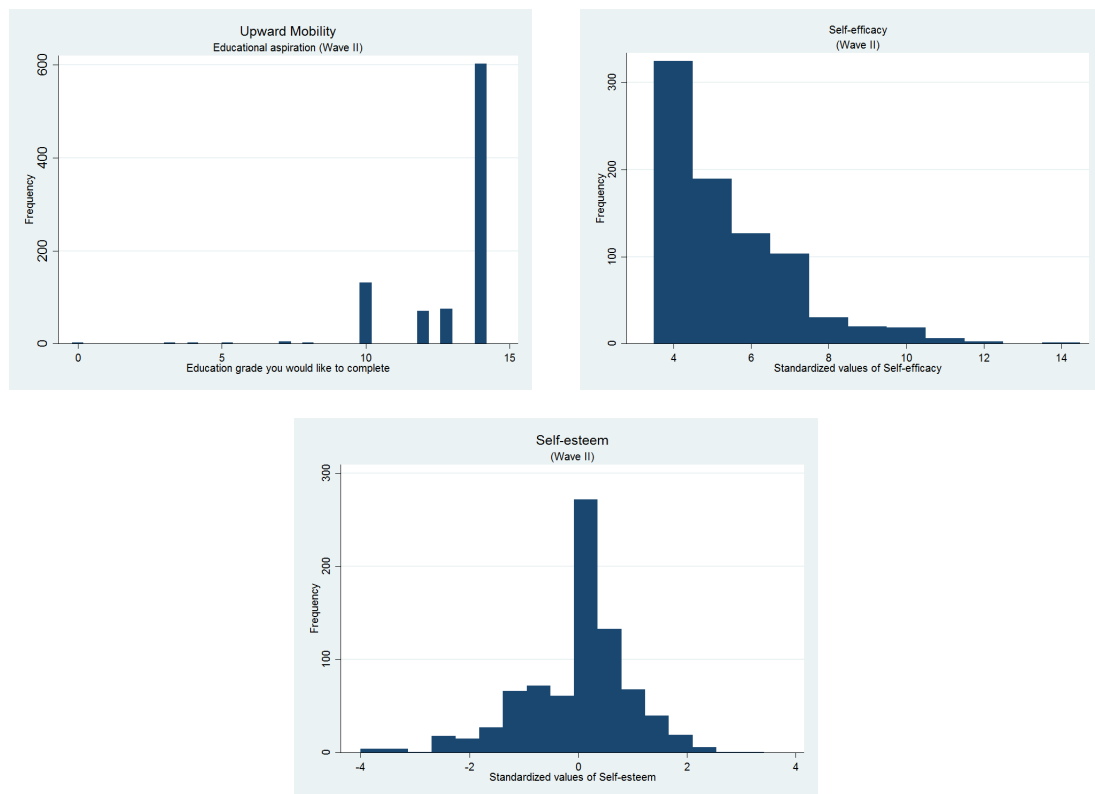 Upward Mobility
Educational aspiration (Wave II)
Frequency
600
400
200
0
0 5 10 15
Education grade you would like to complete
Self-efficacy
(Wave II)
Frequency
300
200
100
0
4 6 8 10 12 14
Standardized values of Self-efficacy
Self-esteem
(Wave II)
Frequency
300
200
100
0
-4 -2 0 2 4
Standardized values of Self-esteem